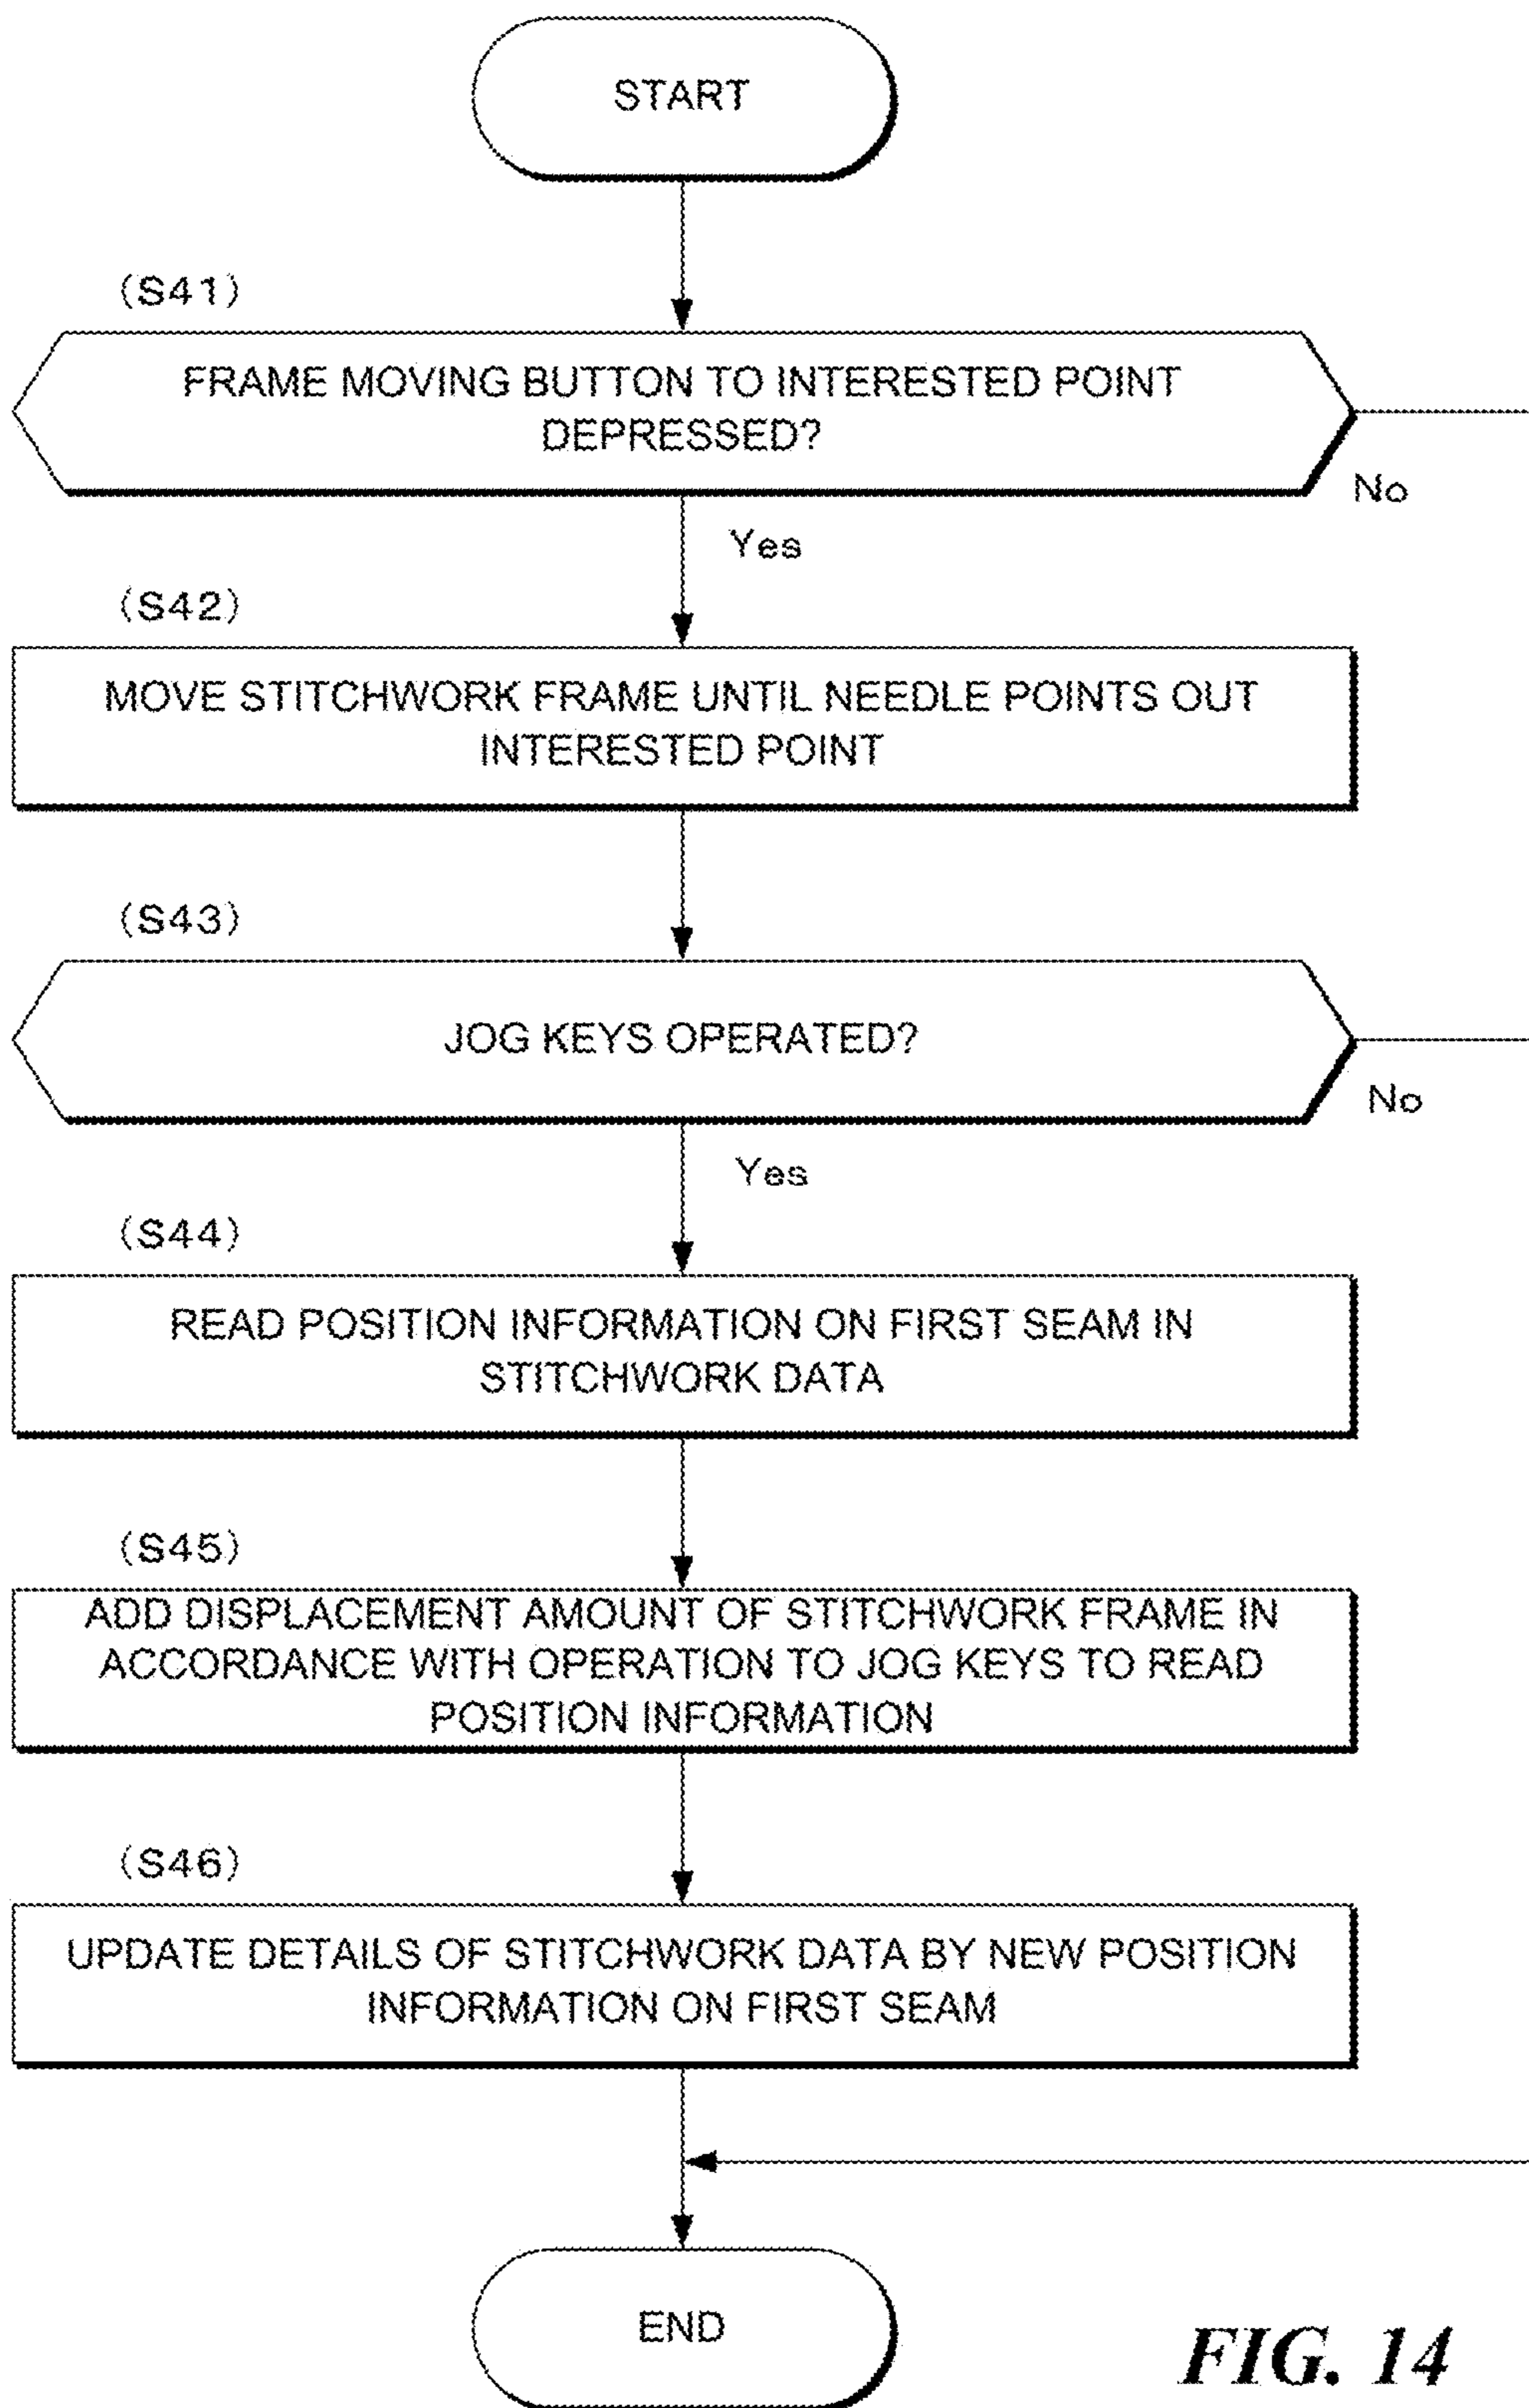 START
(S41)
FRAME MOVING BUTTON TO INTERESTED POINT
DEPRESSED?
No
Yes
(S42)
MOVE STITCHWORK FRAME UNTIL NEEDLE POINTS OUT
INTERESTED POINT
(S43)
JOG KEYS OPERATED?
No
Yes
(S44)
READ POSITION INFORMATION ON FIRST SEAM IN
STITCHWORK DATA
(S45)
ADD DISPLACEMENT AMOUNT OF STITCHWORK FRAME IN
ACCORDANCE WITH OPERATION TO JOG KEYS TO READ
POSITION INFORMATION
(S46)
UPDATE DETAILS OF STITCHWORK DATA BY NEW POSITION
INFORMATION ON FIRST SEAM
END
FIG. 14